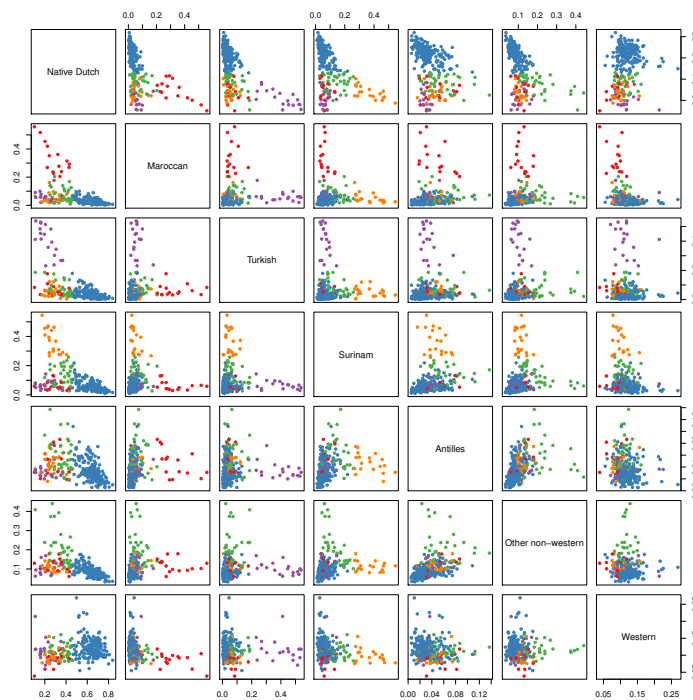 0.0 0.2 0.4
0.0 0.2 0.4
0.1 0.2 0.3 0.4
Native Dutch
Maroccan
0.0 0.2 0.4
Turkish
Surinam
0.0 0.2 0.4
Antilles
Other non−western
0.1 0.2 0.3 0.4
Western
0.2 0.4 0.6 0.8
0.0 0.2 0.4
0.00 0.04 0.08 0.12
0.05 0.15 0.25